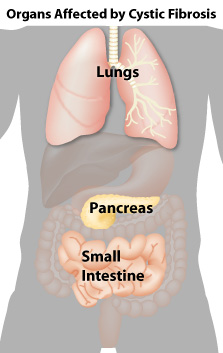 Organs Affected by Cystic Fibrosis
Lungs
Pancreas
Small
Intestine